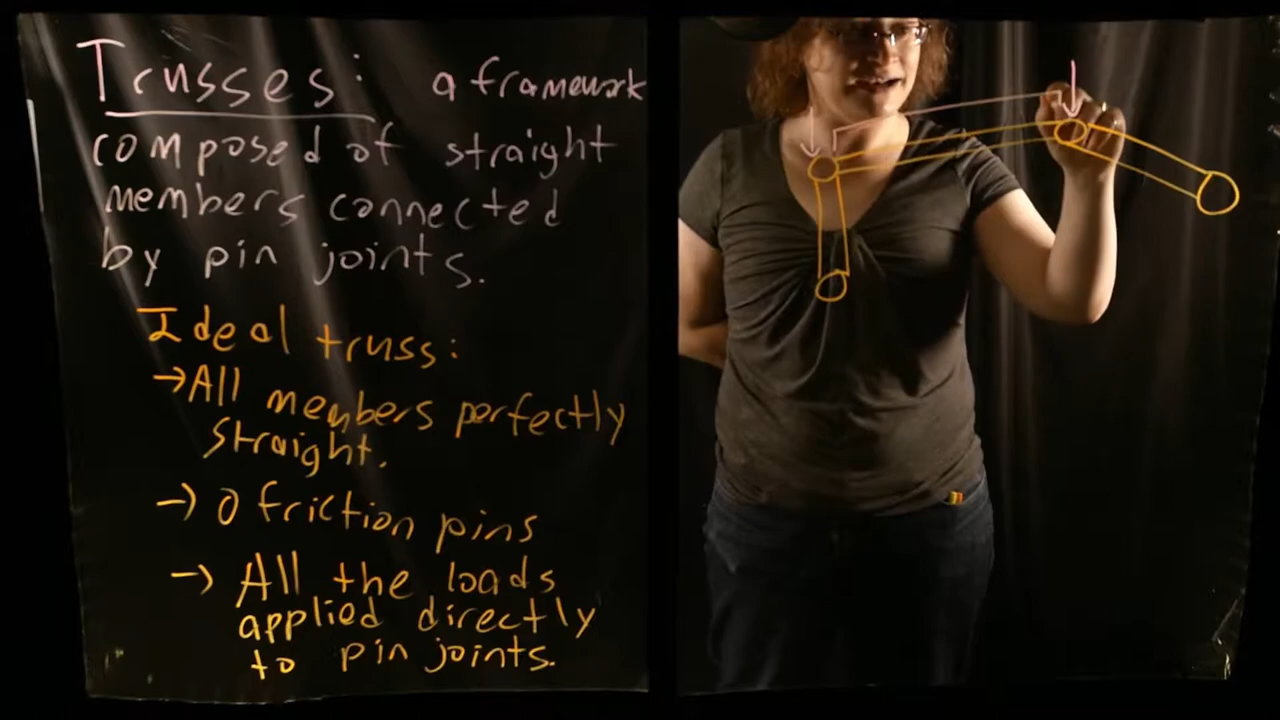 Trusses: a framework
composed of straight
members connected
by pin joints.
Ideal truss:
→ All members perfectly
straight.
→ 0 friction pins
→ All the loads
applied directly
to pin joints.